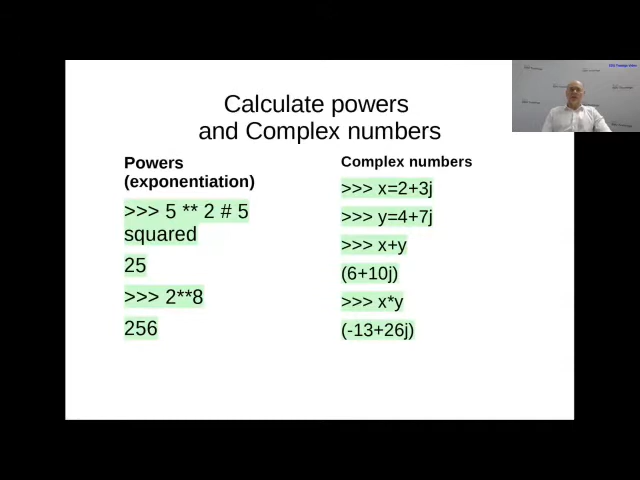 Calculate powers
and Complex numbers
Powers
(exponentiation)
>>> 5 ** 2 # 5
squared
25
>>> 2**8
256
Complex numbers
>>> x=2+3j
>>> y=4+7j
>>> x+y
(6+10j)
>>> x*y
(-13+26j)